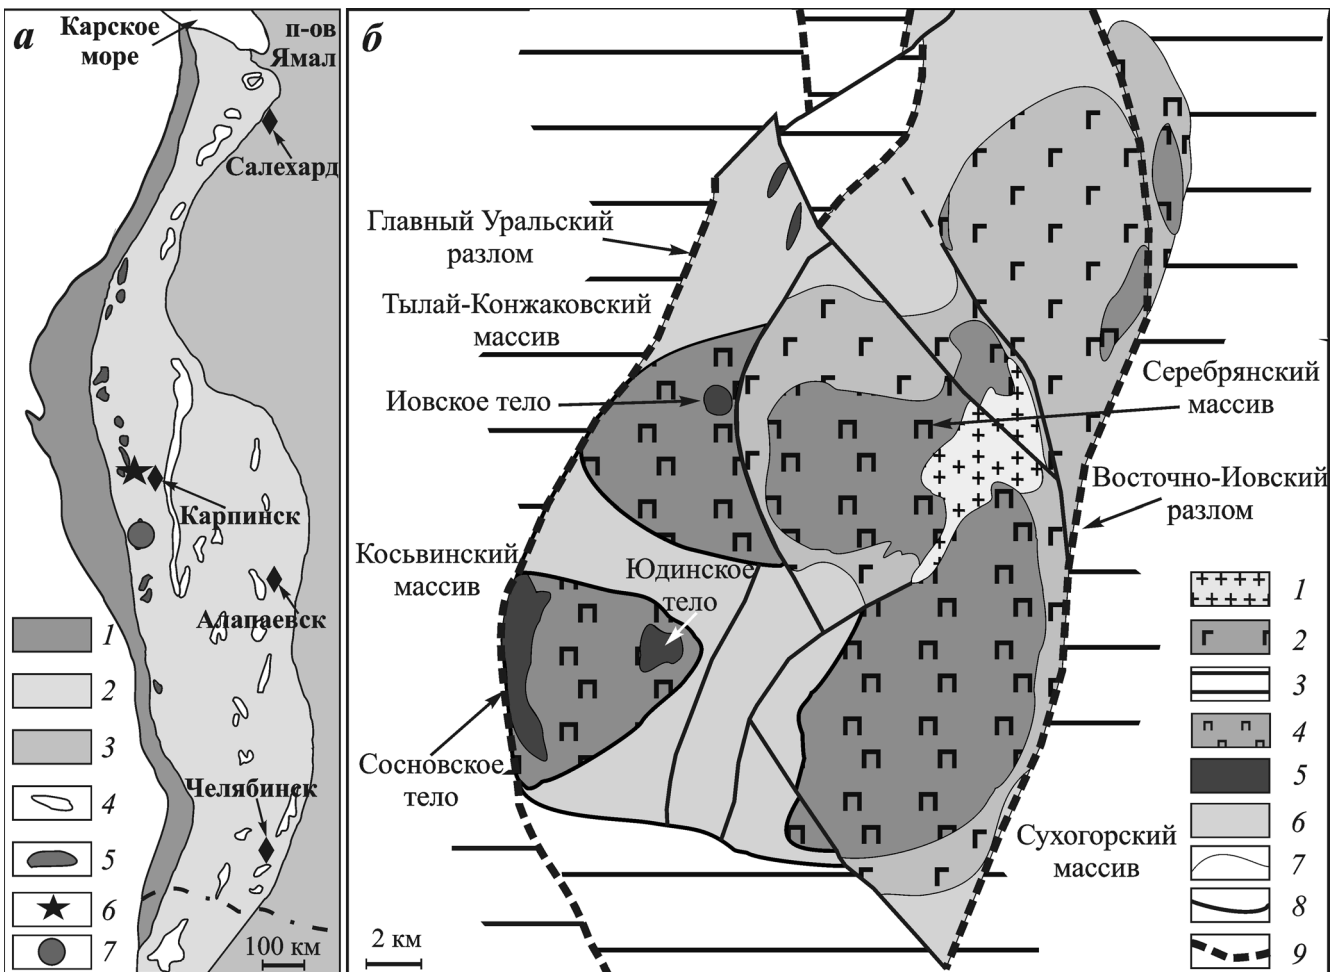 а
Карское
море
п-ов
Ямал
Салехард
Карпинск
Алапаевск
Челябинск
1
2
3
4
5
6
7
100 км
б
Главный Уральский
разлом
Тылай-Конжаковский
массив
Иовское тело
Серебрянский
массив
Восточно-Иовский
разлом
Косьвинский
массив
Юдинское
тело
Сосновское
тело
Сухогорский
массив
1
2
3
4
5
6
7
8
9
2 км